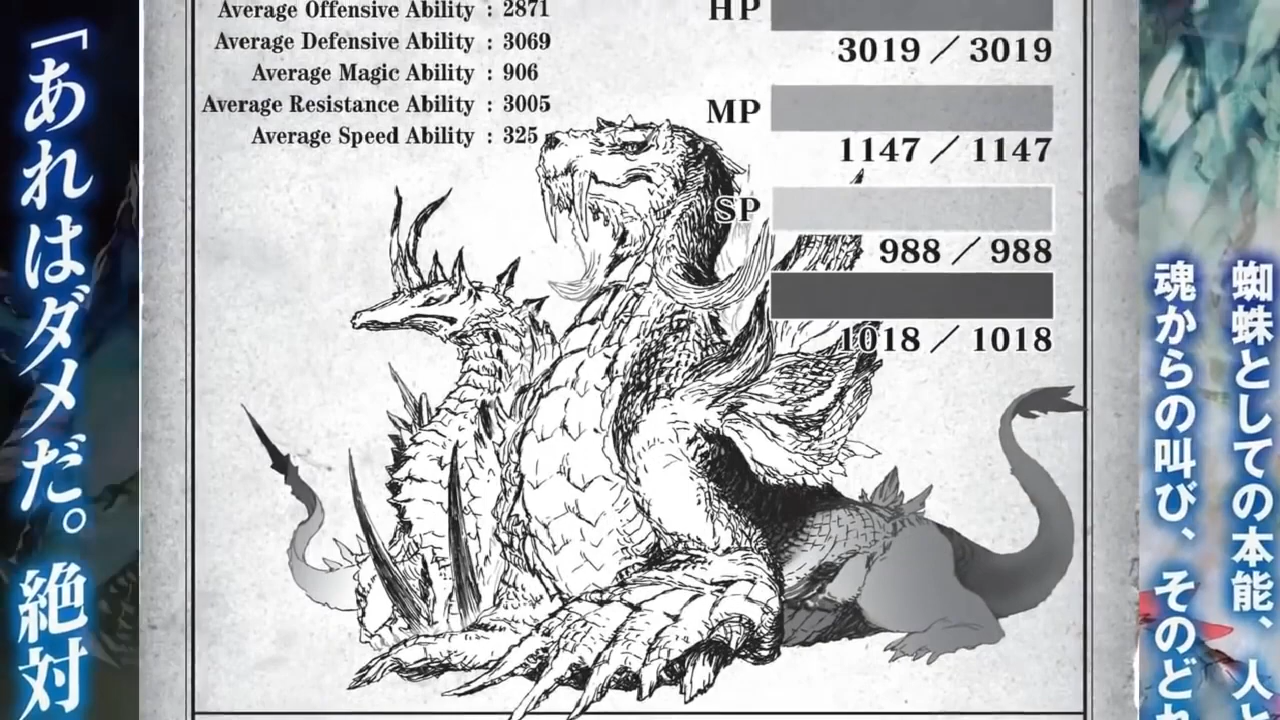 Average Offensive Ability : 2871
Average Defensive Ability : 3069
Average Magic Ability : 906
Average Resistance Ability : 3005
Average Speed Ability : 325
HP
3019 / 3019
MP
1147 / 1147
SP
988 / 988
1018 / 1018
「あれはダメだ。絶対
蜘蛛としての本能、人と
魂からの叫び、そのどれ